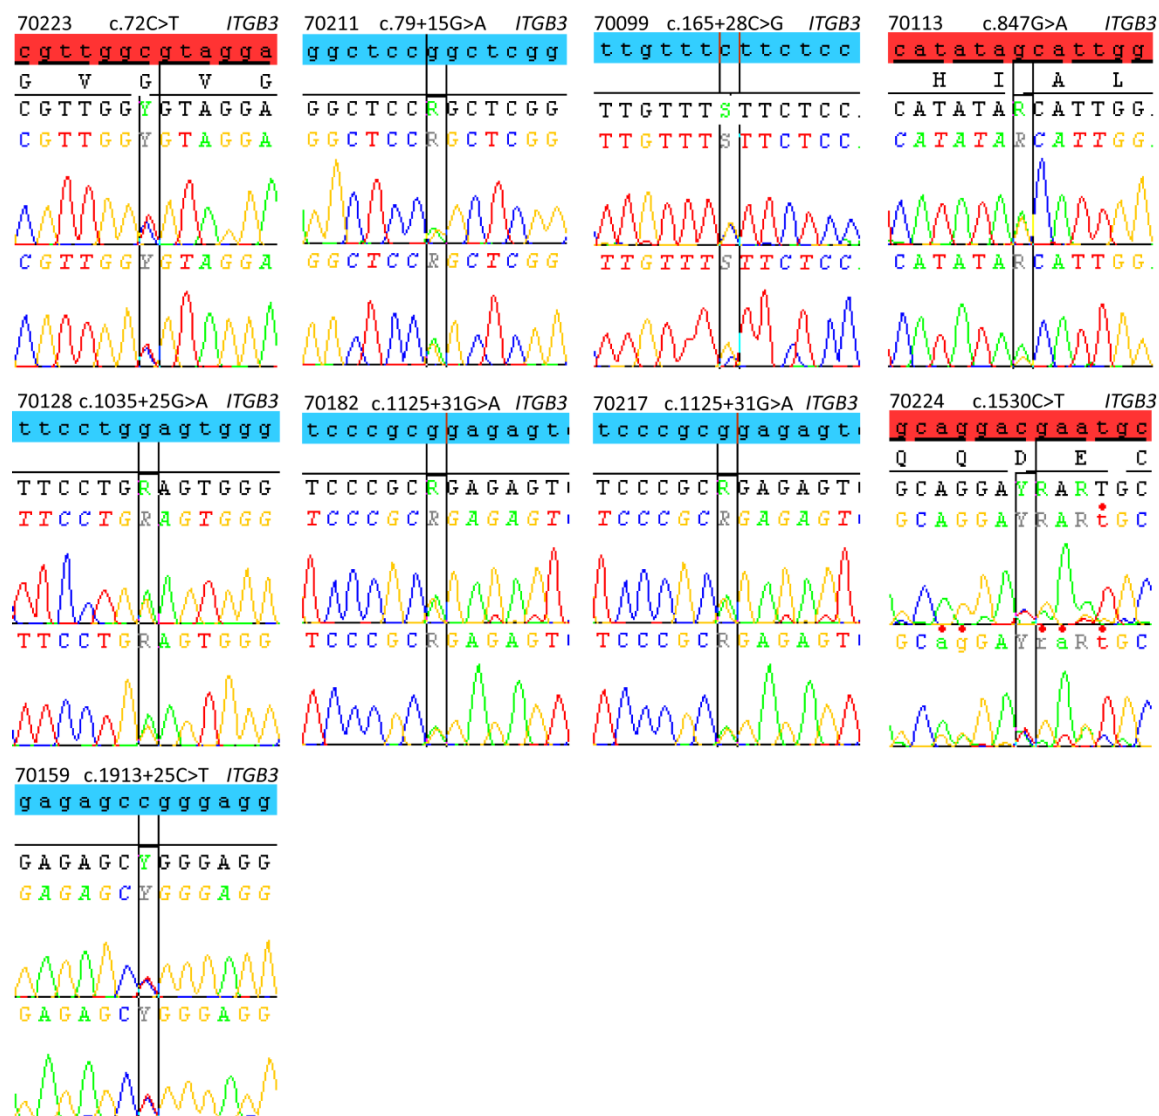 70223 c.72C>T ITGB3
cgttggcgtagga
G V G V G
CGTTGGYGTAGGA
CGTTGGYGTAGGA
CGTTGGYGTAGGA
70211 c.79+15G>A ITGB3
ggctccggctcgg
GGCTCCRGCTCGG
GGCTCCRGCTCGG
GGCTCCRGCTCGG
70099 c.165+28C>G ITGB3
ttgtttcttctcc
TTGTTTSTTCTCC.
TTGTTTSTTCTCC.
TTGTTTSTTCTCC.
70113 c.847G>A ITGB3
catatagcattgg
H I A L
CATATARCATTGG.
CATATARCATTGG.
CATATARCATTGG.
70128 c.1035+25G>A ITGB3
ttcctggagtggg
TTCCTGRAGTGGG
TTCCTGRAGTGGG
TTCCTGRAGTGGG
70182 c.1125+31G>A ITGB3
tcccgcggagagt
TCCCGCRGAGAGT
TCCCGCRGAGAGT
TCCCGCRGAGAGT
70217 c.1125+31G>A ITGB3
tcccgcggagagt
TCCCGCRGAGAGT
TCCCGCRGAGAGT
TCCCGCRGAGAGT
70224 c.1530C>T ITGB3
gcaggacgaatgc
Q Q D E C
GCAGGAYRARTGC
GCAGGAYRARtGC
GCagGAYraRtGC
70159 c.1913+25C>T ITGB3
gagagccgggagg
GAGAGCYGGGAGG
GAGAGCYGGGAGG
GAGAGCYGGGAGG